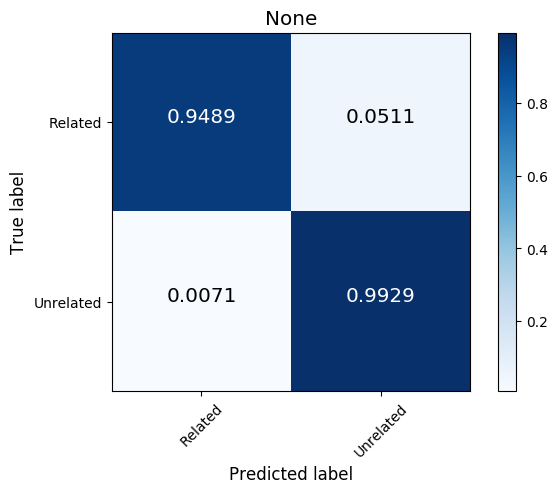 None
True label
Related
0.9489
0.0511
Unrelated
0.0071
0.9929
Related
Unrelated
Predicted label
0.8
0.6
0.4
0.2